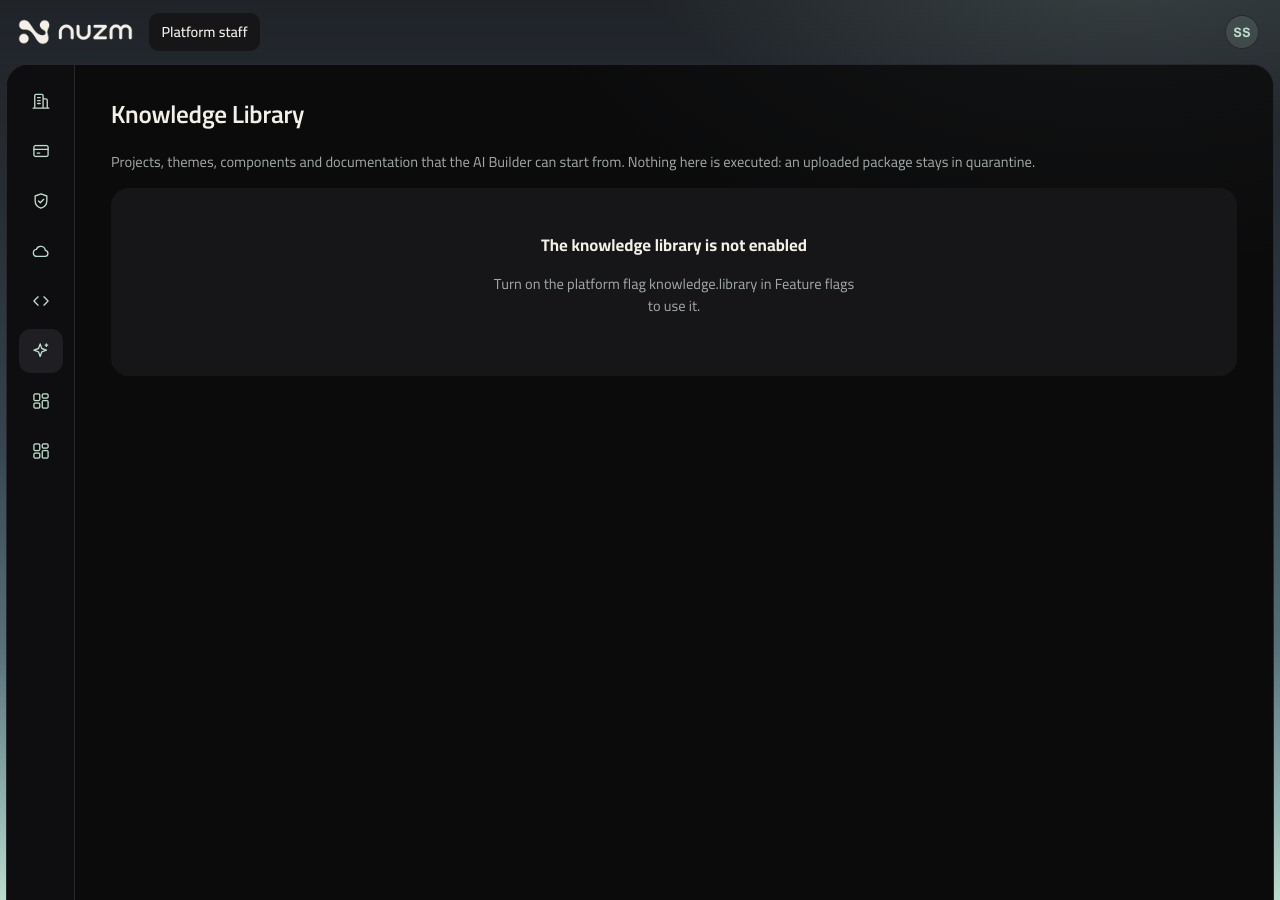 nuzm
Platform staff
SS
Knowledge Library
Projects, themes, components and documentation that the AI Builder can start from. Nothing here is executed: an uploaded package stays in quarantine.
The knowledge library is not enabled
Turn on the platform flag knowledge.library in Feature flags
to use it.